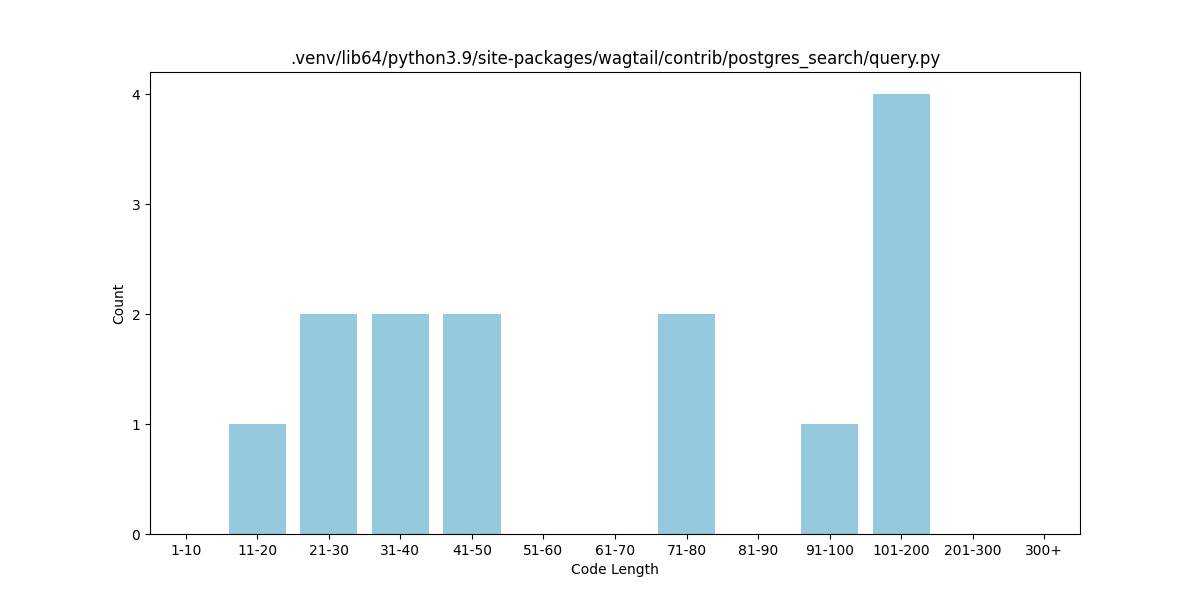 .venv/lib64/python3.9/site-packages/wagtail/contrib/postgres_search/query.py
4
3
2
1
0
Count
1-10 11-20 21-30 31-40 41-50 51-60 61-70 71-80 81-90 91-100 101-200 201-300 300+
Code Length